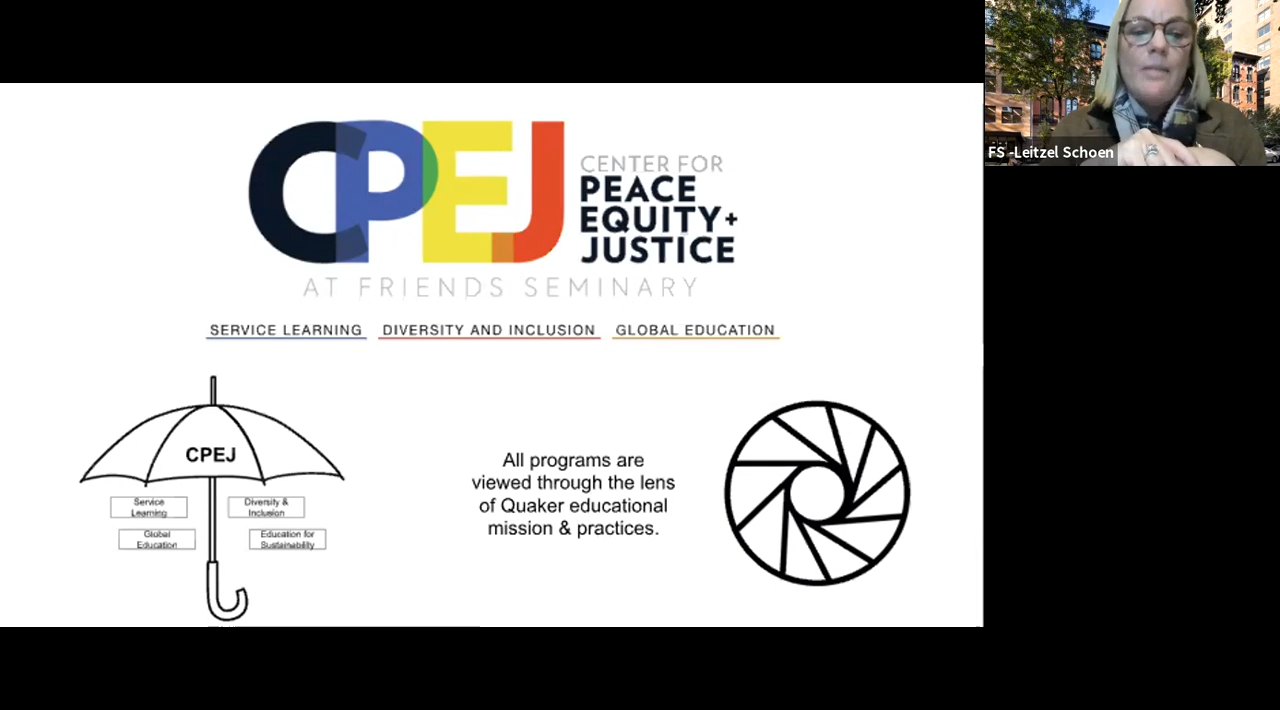 FS -Leitzel Schoen
CPEJ
CENTER FOR
PEACE
EQUITY+
JUSTICE
AT FRIENDS SEMINARY
SERVICE LEARNING DIVERSITY AND INCLUSION GLOBAL EDUCATION
CPEJ
Service
Learning
Diversity &
Inclusion
Global
Education
Education for
Sustainability
All programs are
viewed through the lens
of Quaker educational
mission & practices.